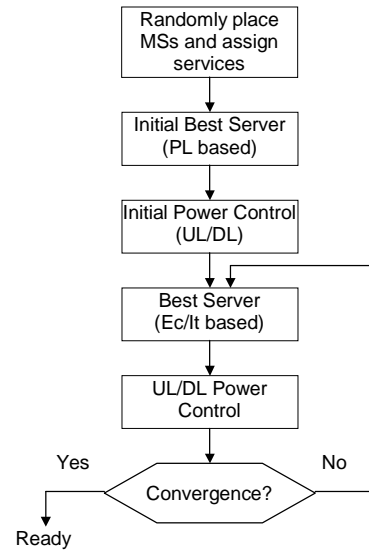 Randomly place
MSs and assign
services
Initial Best Server
(PL based)
Initial Power Control
(UL/DL)
Best Server
(Ec/It based)
UL/DL Power
Control
Yes
No
Convergence?
Ready